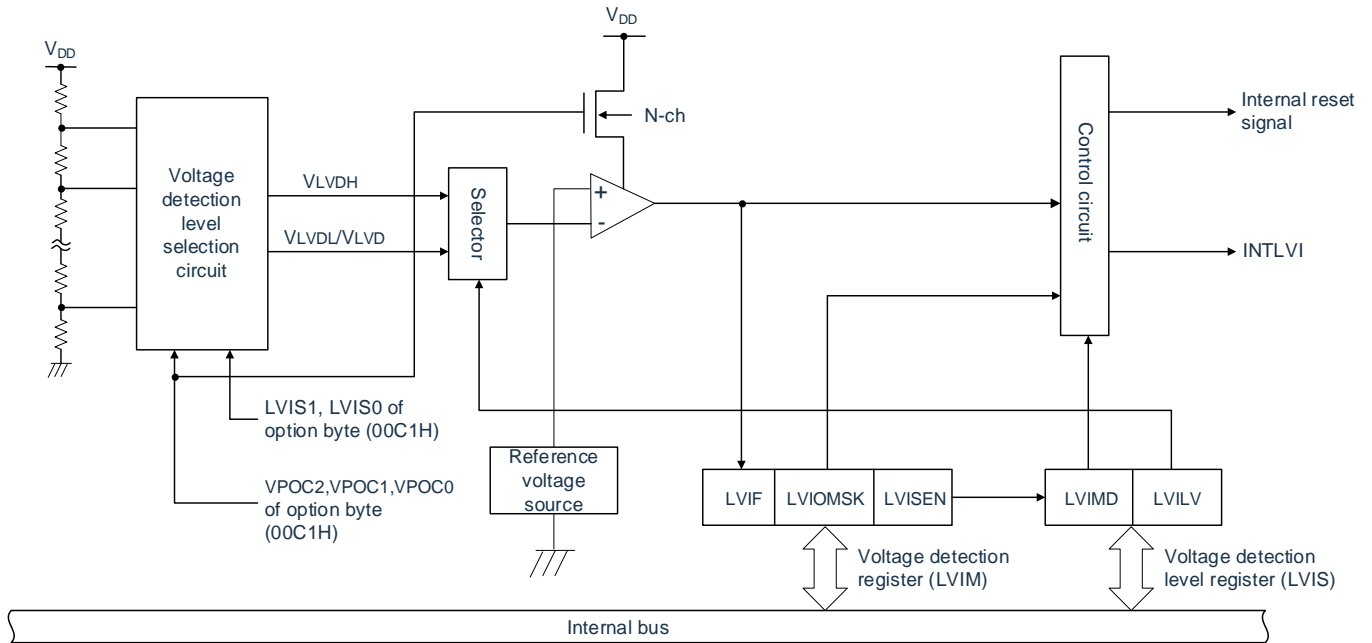 VDD
VDD
N-ch
Voltage
detection
level
selection
circuit
VLVDH
VLVDL/VLVD
Selector
+
-
Control circuit
Internal reset
signal
INTLVI
LVIS1, LVIS0 of
option byte (00C1H)
VPOC2,VPOC1,VPOC0
of option byte
(00C1H)
Reference
voltage
source
LVIF
LVIOMSK
LVISEN
LVIMD
LVILV
Voltage detection
register (LVIM)
Voltage detection
level register (LVIS)
Internal bus